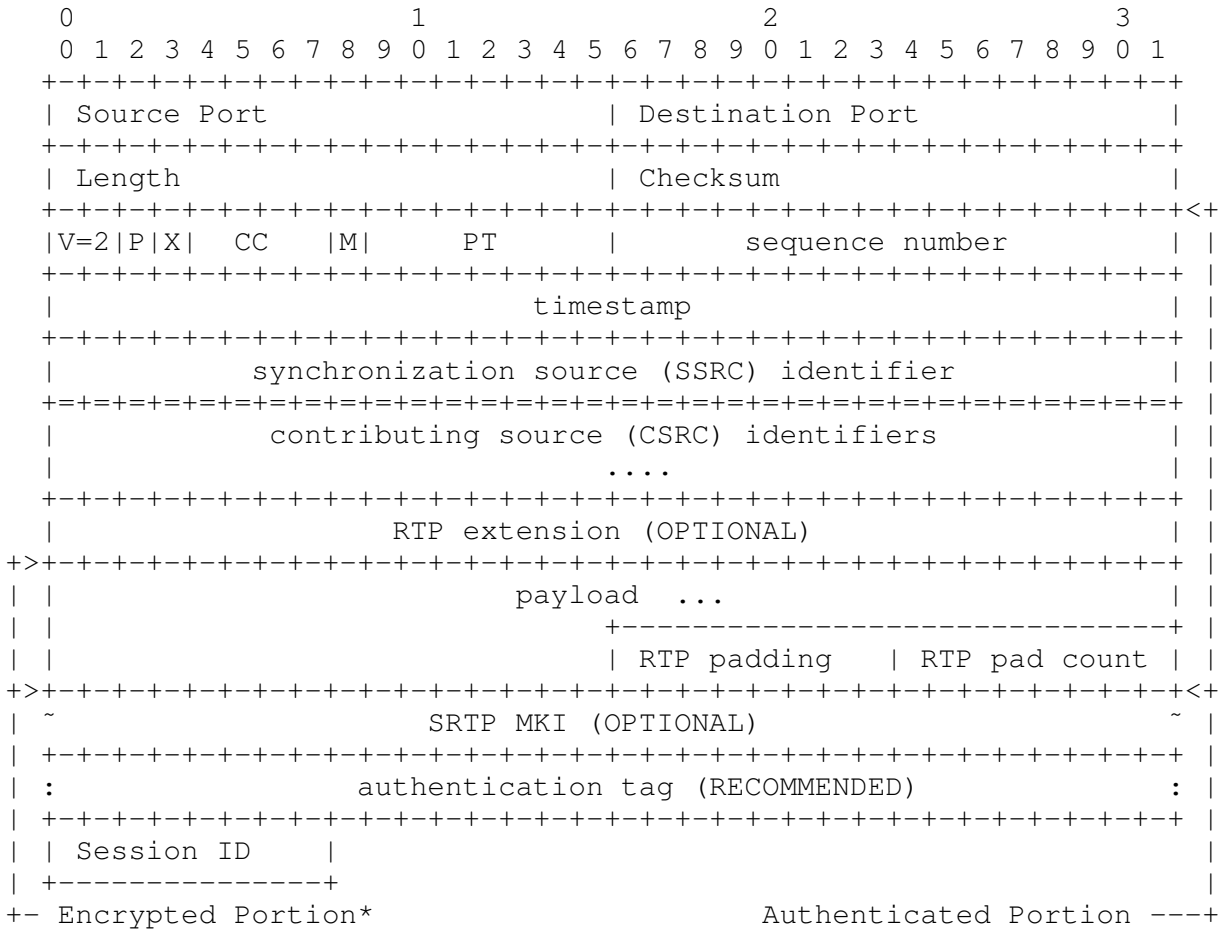 0                   1                   2                   3
    0 1 2 3 4 5 6 7 8 9 0 1 2 3 4 5 6 7 8 9 0 1 2 3 4 5 6 7 8 9 0 1
   +-+-+-+-+-+-+-+-+-+-+-+-+-+-+-+-+-+-+-+-+-+-+-+-+-+-+-+-+-+-+-+-+
   | Source Port                   | Destination Port              |
   +-+-+-+-+-+-+-+-+-+-+-+-+-+-+-+-+-+-+-+-+-+-+-+-+-+-+-+-+-+-+-+-+
   | Length                        | Checksum                      |
   +-+-+-+-+-+-+-+-+-+-+-+-+-+-+-+-+-+-+-+-+-+-+-+-+-+-+-+-+-+-+-+-+<+
   |V=2|P|X|  CC   |M|     PT      |       sequence number         | |
   +-+-+-+-+-+-+-+-+-+-+-+-+-+-+-+-+-+-+-+-+-+-+-+-+-+-+-+-+-+-+-+-+ |
   |                           timestamp                           | |
   +-+-+-+-+-+-+-+-+-+-+-+-+-+-+-+-+-+-+-+-+-+-+-+-+-+-+-+-+-+-+-+-+ |
   |           synchronization source (SSRC) identifier            | |
   +=+=+=+=+=+=+=+=+=+=+=+=+=+=+=+=+=+=+=+=+=+=+=+=+=+=+=+=+=+=+=+=+ |
   |            contributing source (CSRC) identifiers             | |
   |                               ....                            | |
   +-+-+-+-+-+-+-+-+-+-+-+-+-+-+-+-+-+-+-+-+-+-+-+-+-+-+-+-+-+-+-+-+ |
   |                   RTP extension (OPTIONAL)                    | |
 +>+-+-+-+-+-+-+-+-+-+-+-+-+-+-+-+-+-+-+-+-+-+-+-+-+-+-+-+-+-+-+-+-+ |
 | |                          payload  ...                         | |
 | |                               +-------------------------------+ |
 | |                               | RTP padding   | RTP pad count | |
 +>+-+-+-+-+-+-+-+-+-+-+-+-+-+-+-+-+-+-+-+-+-+-+-+-+-+-+-+-+-+-+-+-+<+
 | ~                     SRTP MKI (OPTIONAL)                       ~ |
 | +-+-+-+-+-+-+-+-+-+-+-+-+-+-+-+-+-+-+-+-+-+-+-+-+-+-+-+-+-+-+-+-+ |
 | :                 authentication tag (RECOMMENDED)              : |
 | +-+-+-+-+-+-+-+-+-+-+-+-+-+-+-+-+-+-+-+-+-+-+-+-+-+-+-+-+-+-+-+-+ |
 | | Session ID    |                                                 |
 | +---------------+                                                 |
 +- Encrypted Portion*                      Authenticated Portion ---+